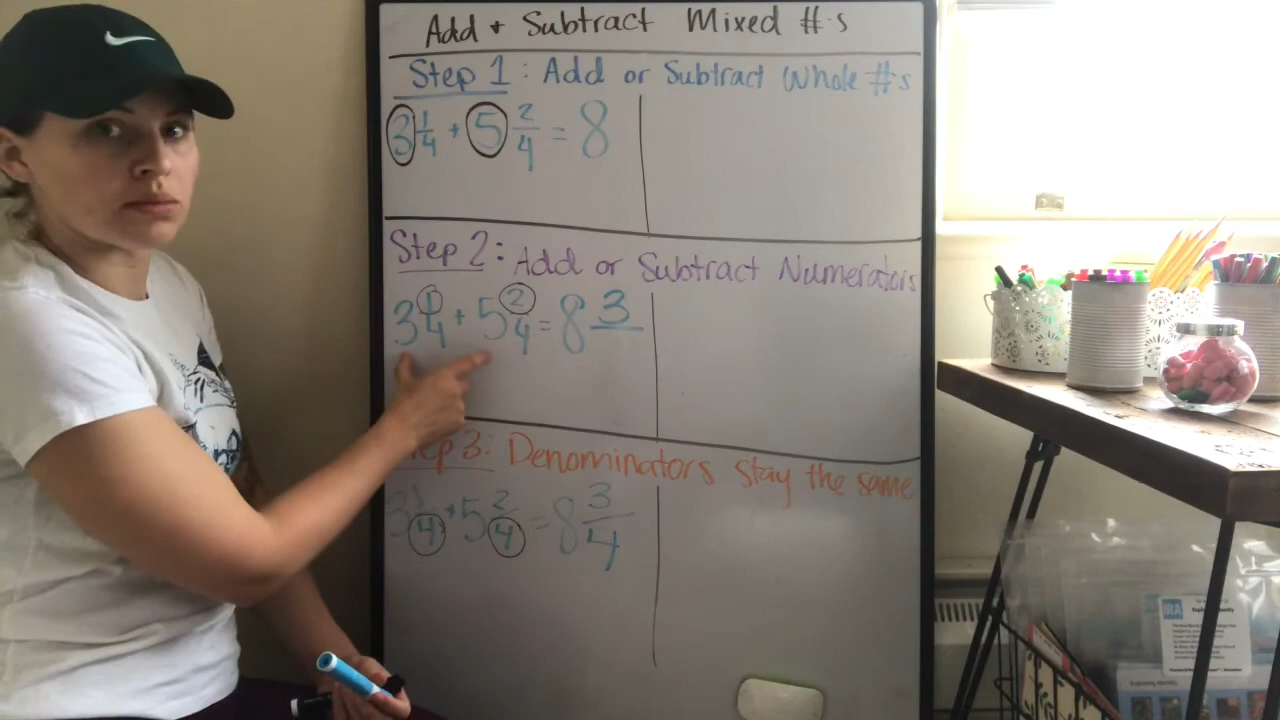 Add + Subtract Mixed #s
Step 1: Add or Subtract Whole #s
3 1/4 + 5 2/4 = 8
Step 2: Add or Subtract Numerators
3 1/4 + 5 2/4 = 8 3
Step 3: Denominators stay the same
3 1/4 + 5 2/4 = 8 3/4
IRA